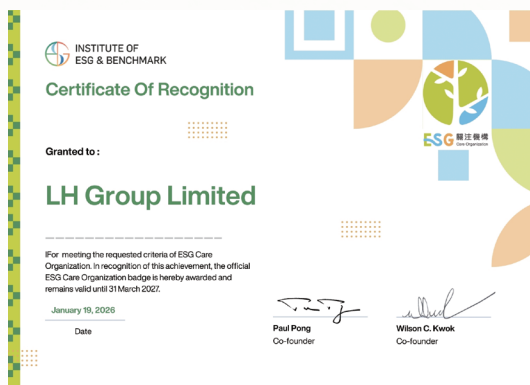 INSTITUTE OF
ESG & BENCHMARK
Certificate Of Recognition
ESG 關注機構
Care Organization
Granted to :
LH Group Limited
IFor meeting the requested criteria of ESG Care
Organization. In recognition of this achievement, the official
ESG Care Organization badge is hereby awarded and
remains valid until 31 March 2027.
January 19, 2026
Date
Paul Pong
Co-founder
Wilson C. Kwok
Co-founder